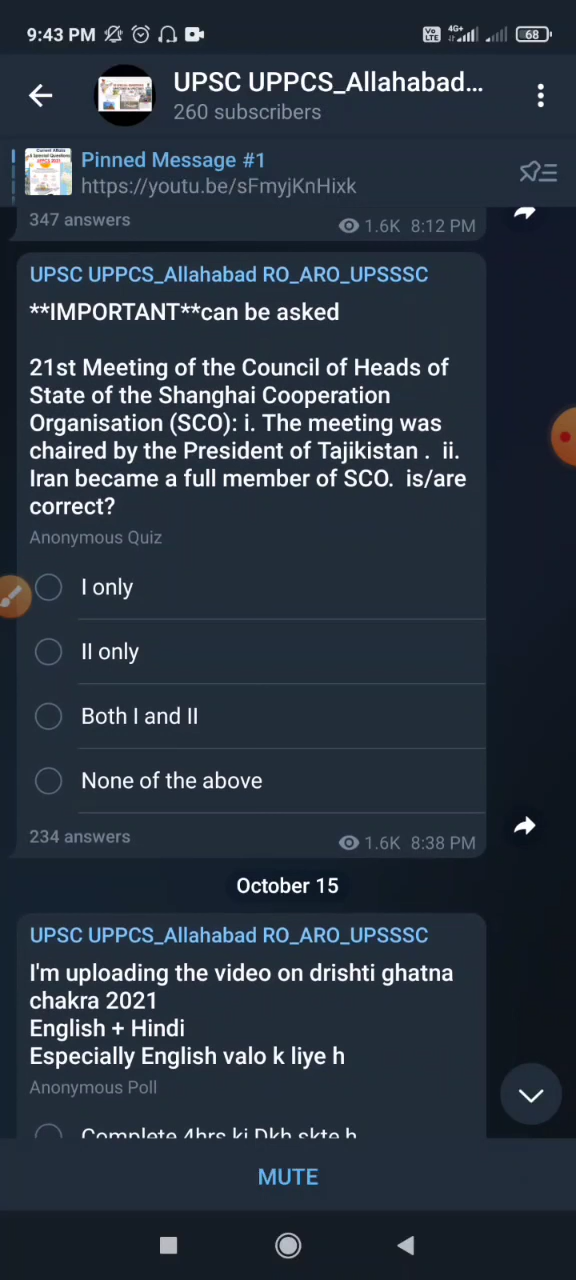 9:43 PM
Vo LTE 4G+ 68
UPSC UPPCS_Allahabad...
260 subscribers
Pinned Message #1
https://youtu.be/sFmyjKnHixk
347 answers
1.6K 8:12 PM
UPSC UPPCS_Allahabad RO_ARO_UPSSSC
**IMPORTANT**can be asked
21st Meeting of the Council of Heads of
State of the Shanghai Cooperation
Organisation (SCO): i. The meeting was
chaired by the President of Tajikistan . ii.
Iran became a full member of SCO. is/are
correct?
Anonymous Quiz
I only
II only
Both I and II
None of the above
234 answers
1.6K 8:38 PM
October 15
UPSC UPPCS_Allahabad RO_ARO_UPSSSC
I'm uploading the video on drishti ghatna
chakra 2021
English + Hindi
Especially English valo k liye h
Anonymous Poll
Complete 4hrs ki Dkh skte h
MUTE